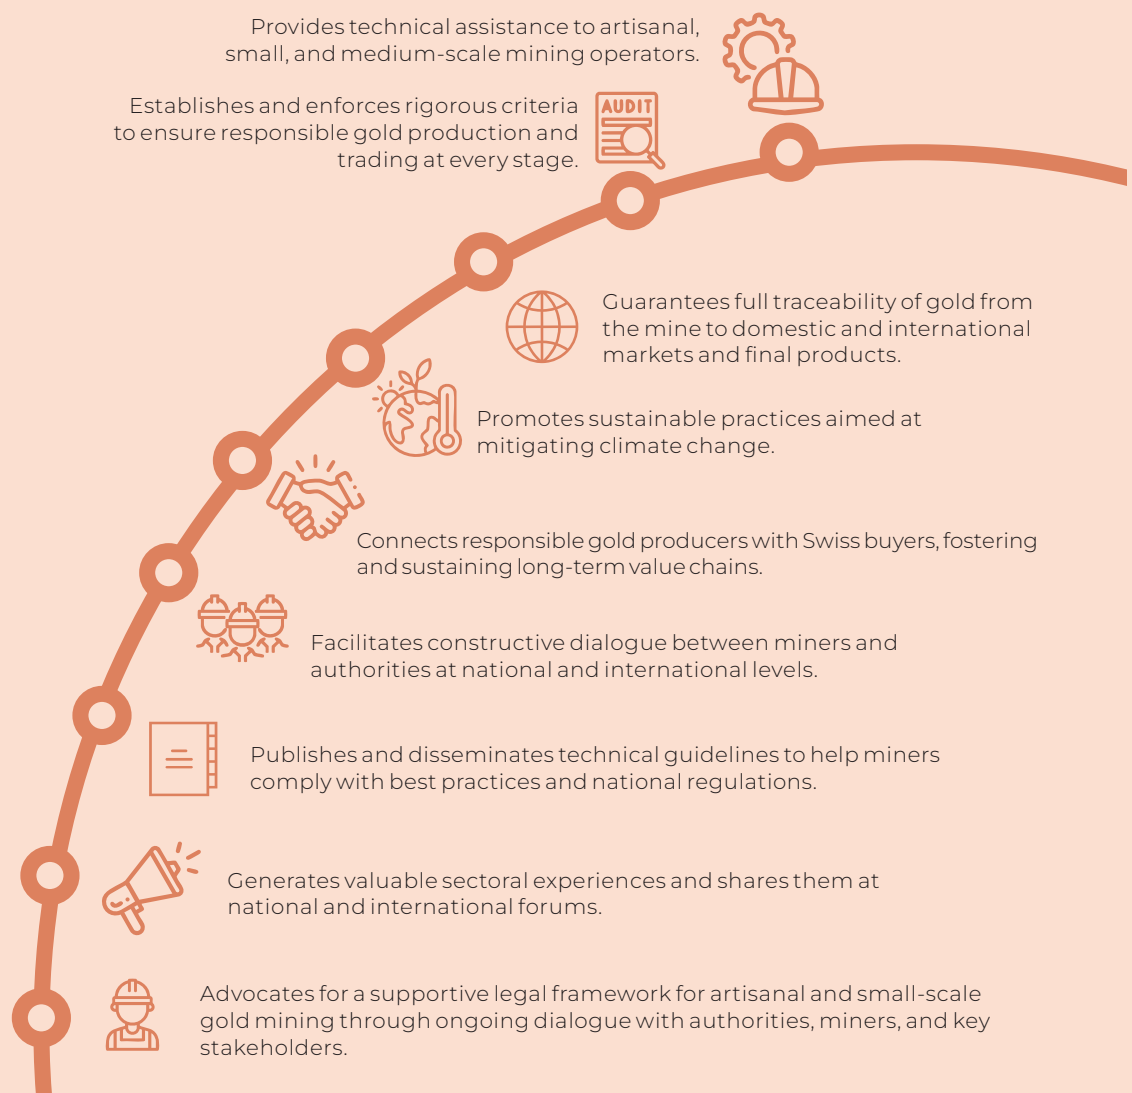 Provides technical assistance to artisanal,
small, and medium-scale mining operators.
AUDIT
Establishes and enforces rigorous criteria
to ensure responsible gold production and
trading at every stage.
Guarantees full traceability of gold from
the mine to domestic and international
markets and final products.
Promotes sustainable practices aimed at
mitigating climate change.
Connects responsible gold producers with Swiss buyers, fostering
and sustaining long-term value chains.
Facilitates constructive dialogue between miners and
authorities at national and international levels.
Publishes and disseminates technical guidelines to help miners
comply with best practices and national regulations.
Generates valuable sectoral experiences and shares them at
national and international forums.
Advocates for a supportive legal framework for artisanal and small-scale
gold mining through ongoing dialogue with authorities, miners, and key
stakeholders.